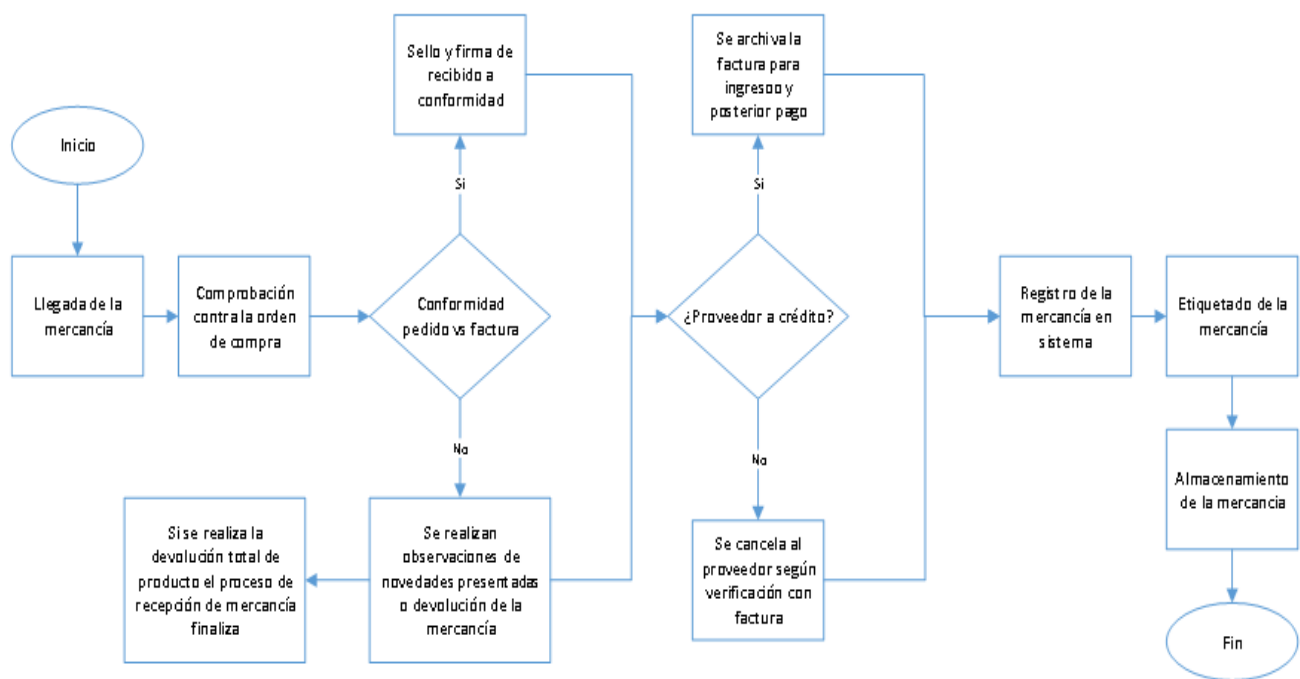 Inicio
Llegada de la
mercancía
Comprobación
contra la orden
de compra
Conformidad
pedido vs factura
Si
Sello y firma de
recibido a
conformidad
No
Se realizan
observaciones de
novedades presentadas
o devolución de la
mercancía
Si se realiza la
devolución total de
producto el proceso de
recepción de mercancía
finaliza
¿Proveedor a crédito?
Si
Se archiva la
factura para
ingresoo y
posterior pago
No
Se cancela al
proveedor según
verificación con
factura
Registro de la
mercancía en
sistema
Etiquetado de la
mercancía
Almacenamiento
de la mercancia
Fin